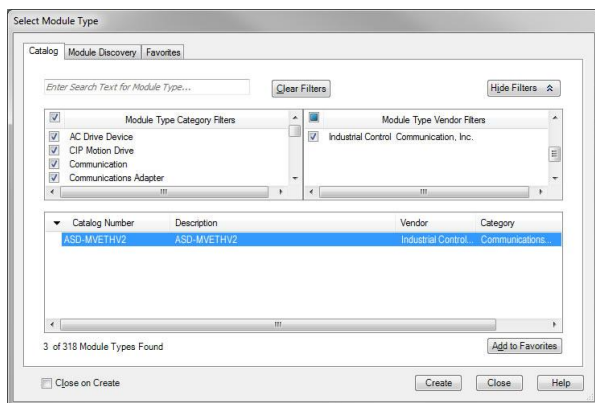 Select Module Type
Catalog Module Discovery Favorites
Enter Search Text for Module Type... Clear Filters Hide Filters
Module Type Category Filters Module Type Vendor Filters
AC Drive Device Industrial Control Communication, Inc.
CIP Motion Drive
Communication
Communications Adapter
Catalog Number Description Vendor Category
ASD-MVETHV2 ASD-MVETHV2 Industrial Control... Communications...
3 of 318 Module Types Found Add to Favorites
Close on Create Create Close Help